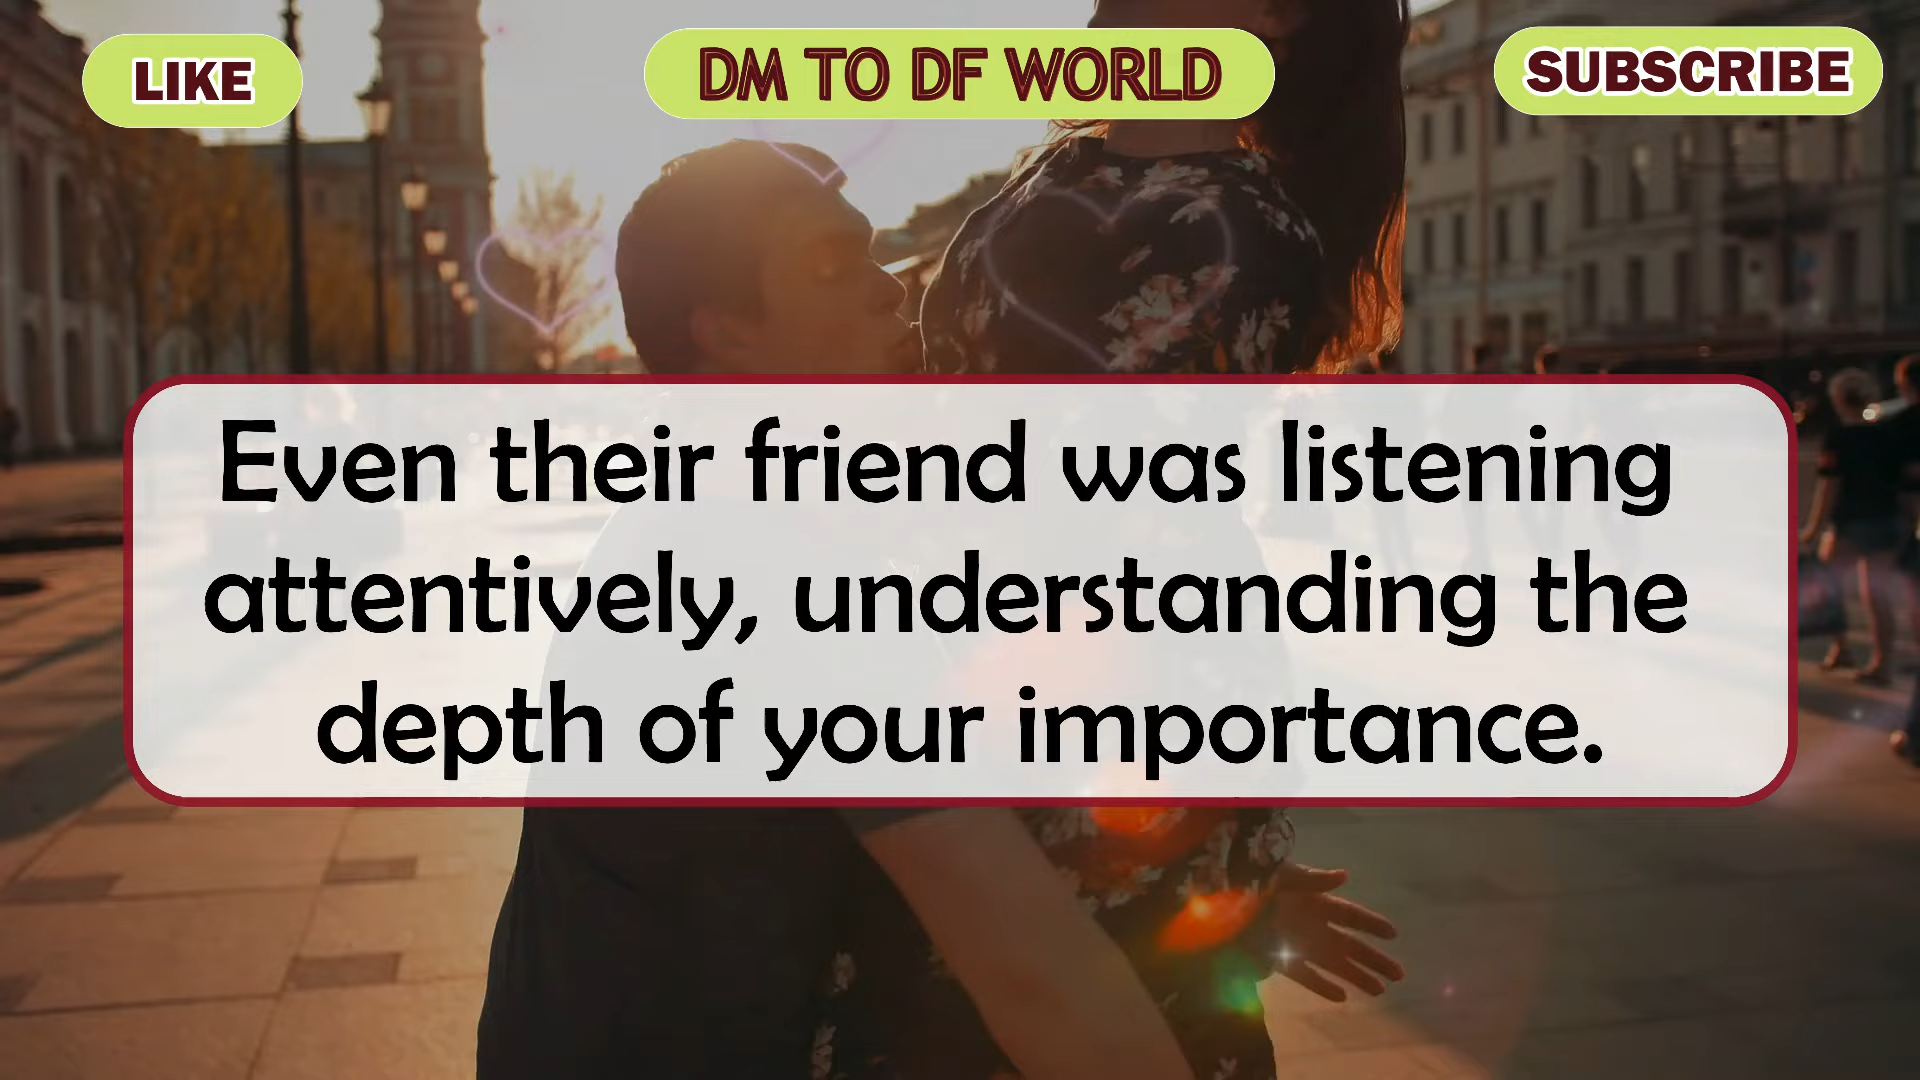 LIKE
DM TO DF WORLD
SUBSCRIBE
Even their friend was listening
attentively, understanding the
depth of your importance.